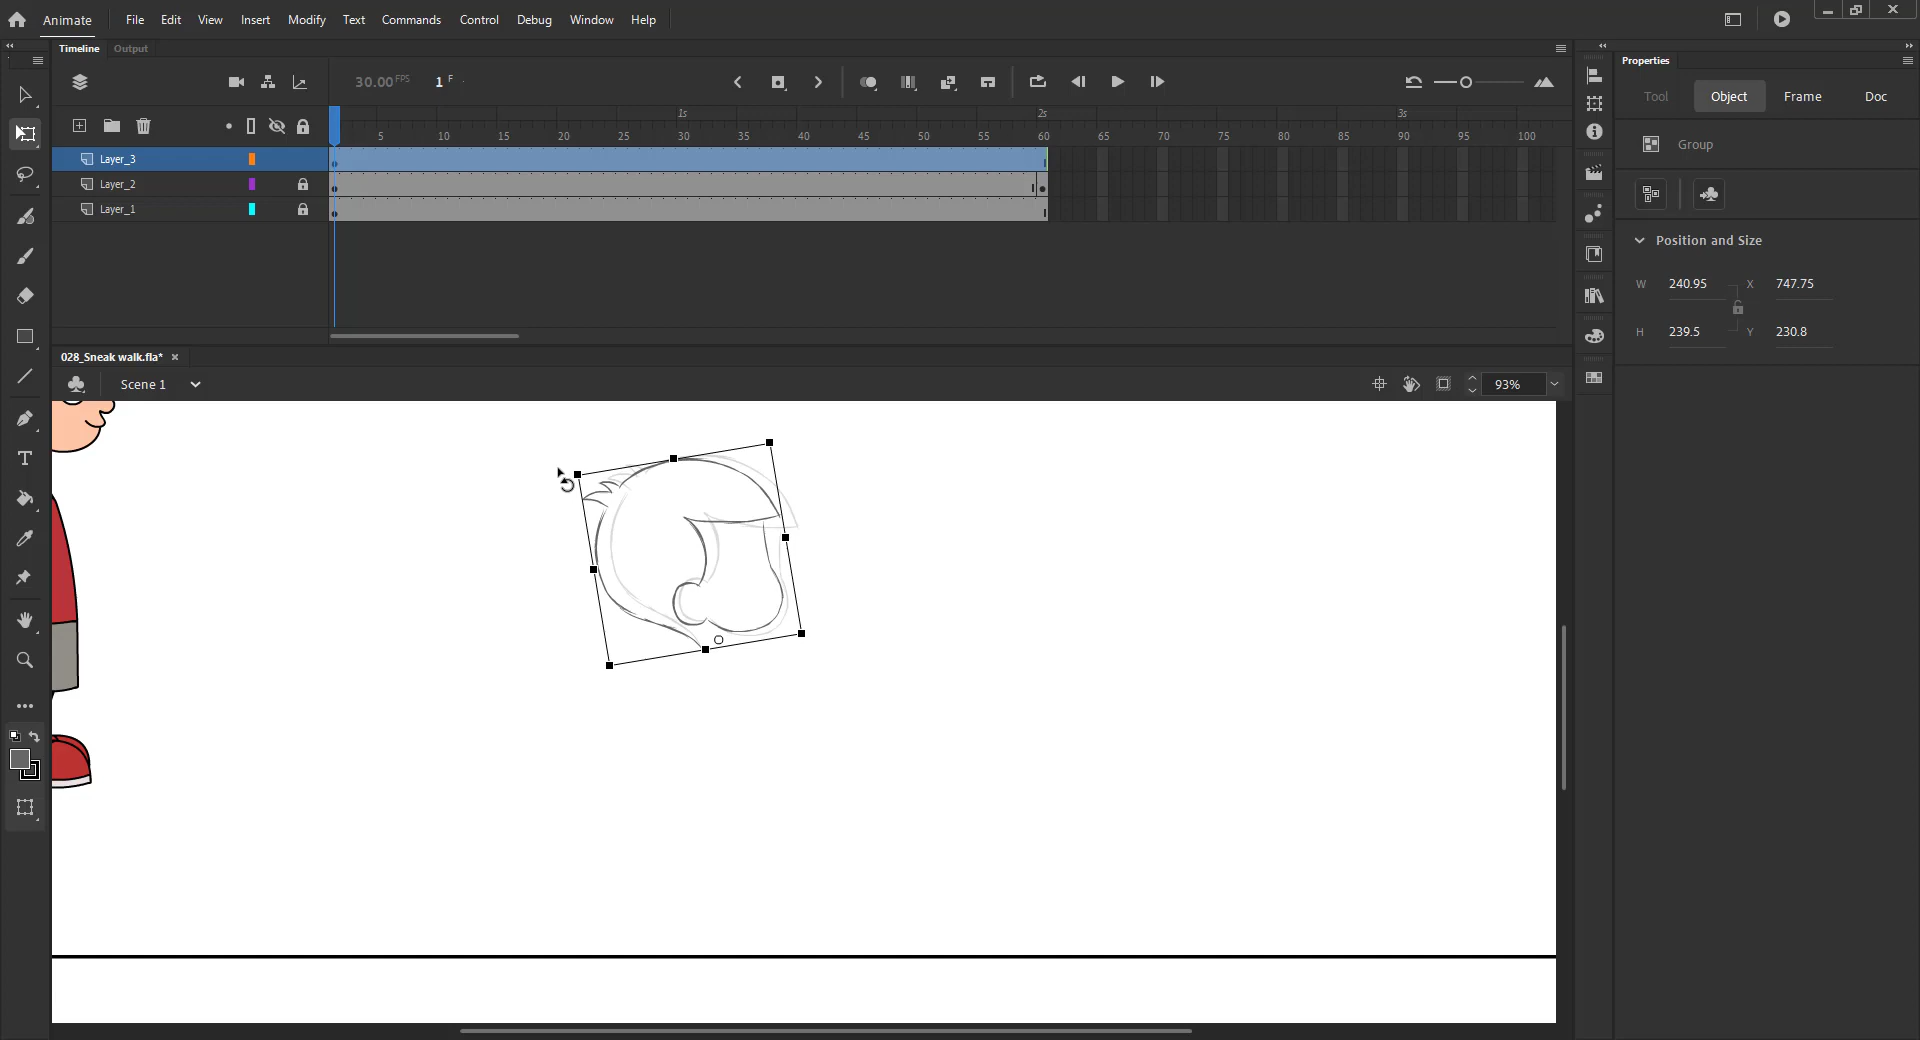 Animate File Edit View Insert Modify Text Commands Control Debug Window Help
Timeline Output
Properties
30.00 FPS 1 F
Tool Object Frame Doc
1s 2s 3s
5 10 15 20 25 30 35 40 45 50 55 60 65 70 75 80 85 90 95 100
Layer_3
Layer_2
Layer_1
Group
Position and Size
W 240.95 X 747.75
H 239.5 Y 230.8
028_Sneak walk.fla*
Scene 1
93%